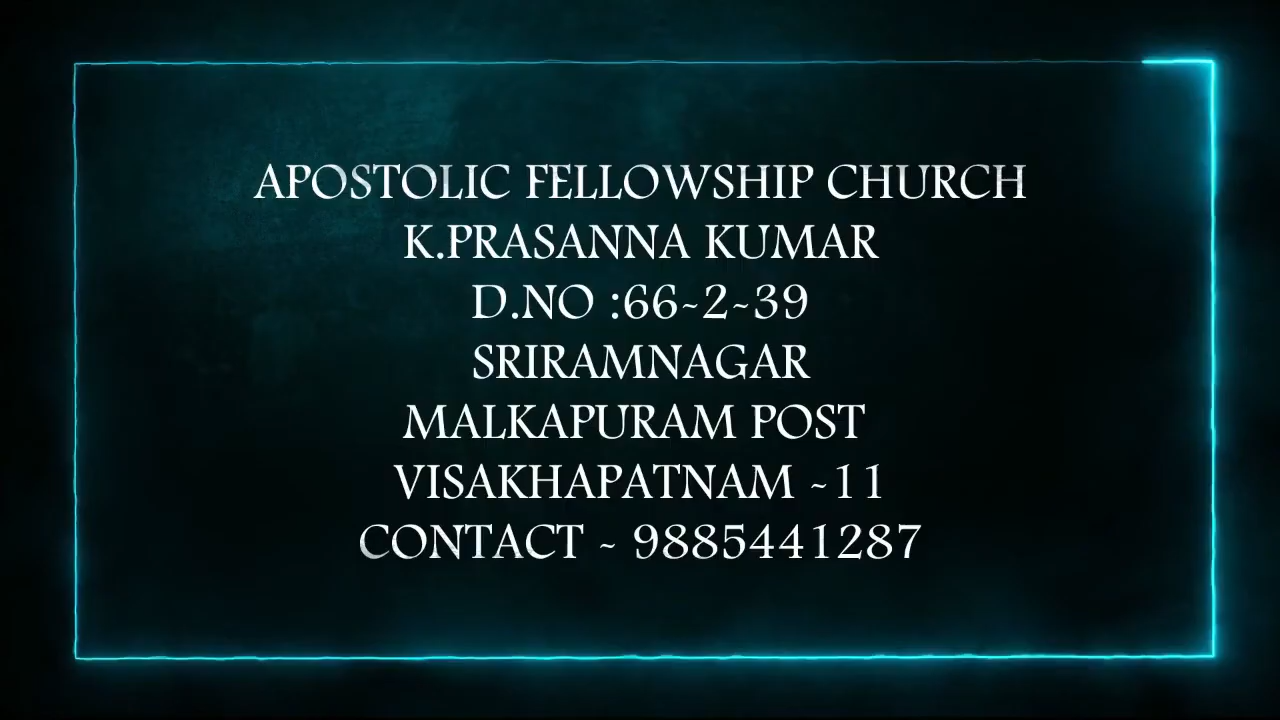 APOSTOLIC FELLOWSHIP CHURCH
K.PRASANNA KUMAR
D.NO :66-2-39
SRIRAMNAGAR
MALKAPURAM POST
VISAKHAPATNAM -11
CONTACT - 9885441287